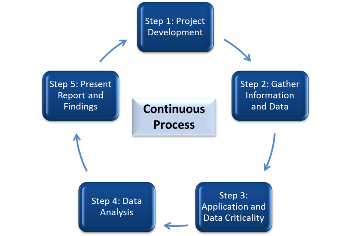 Step 1: Project
Development
Step 2: Gather
Information
and Data
Step 3:
Application and
Data Criticality
Step 4: Data
Analysis
Step 5: Present
Report and
Findings
Continuous
Process